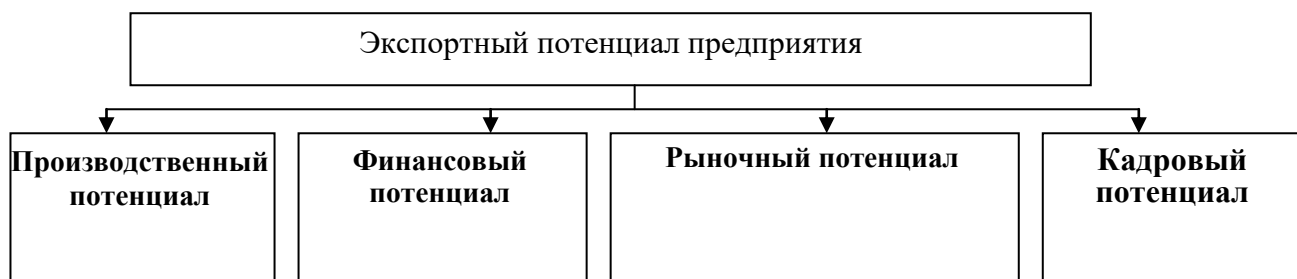 Экспортный потенциал предприятия
Производственный
потенциал
Финансовый
потенциал
Рыночный потенциал
Кадровый
потенциал